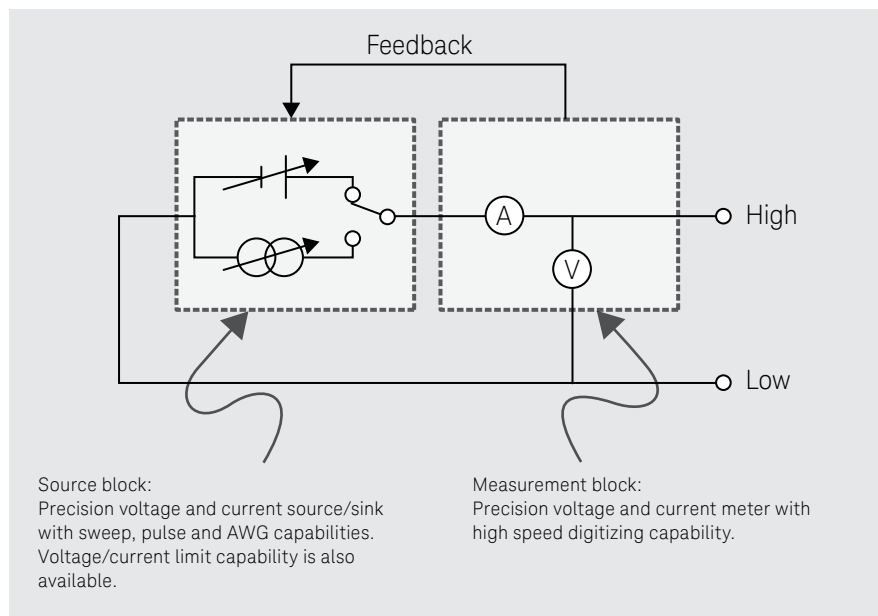 Feedback
A
High
V
Low
Source block:
Precision voltage and current source/sink
with sweep, pulse and AWG capabilities.
Voltage/current limit capability is also
available.
Measurement block:
Precision voltage and current meter with
high speed digitizing capability.